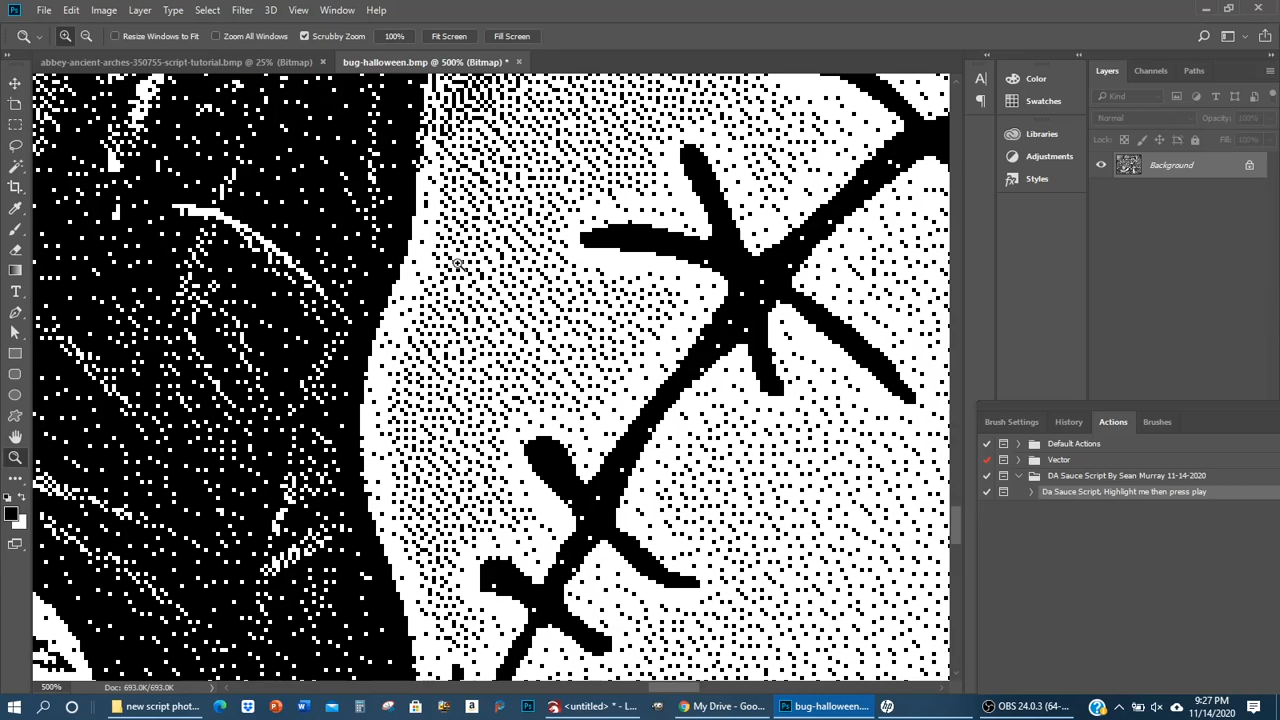 Ps File Edit Image Layer Type Select Filter 3D View Window Help
Resize Windows to Fit Zoom All Windows Scrubby Zoom 100% Fit Screen Fill Screen
abbey-ancient-arches-350755-script-tutorial.bmp @ 25% (Bitmap) × bug-halloween.bmp @ 500% (Bitmap) * ×
Color
Swatches
Libraries
Adjustments
Styles
Layers Channels Paths
Kind
Normal Opacity: 100%
Lock: Fill: 100%
Background
Brush Settings History Actions Brushes
Default Actions
Vector
DA Sauce Script By Sean Murray 11-14-2020
Da Sauce Script, Highlight me then press play
500% Doc: 693.0K/693.0K
new script phot... <untitled> * - L... My Drive - Goo... bug-halloween.... OBS 24.0.3 (64-... 9:27 PM
11/14/2020